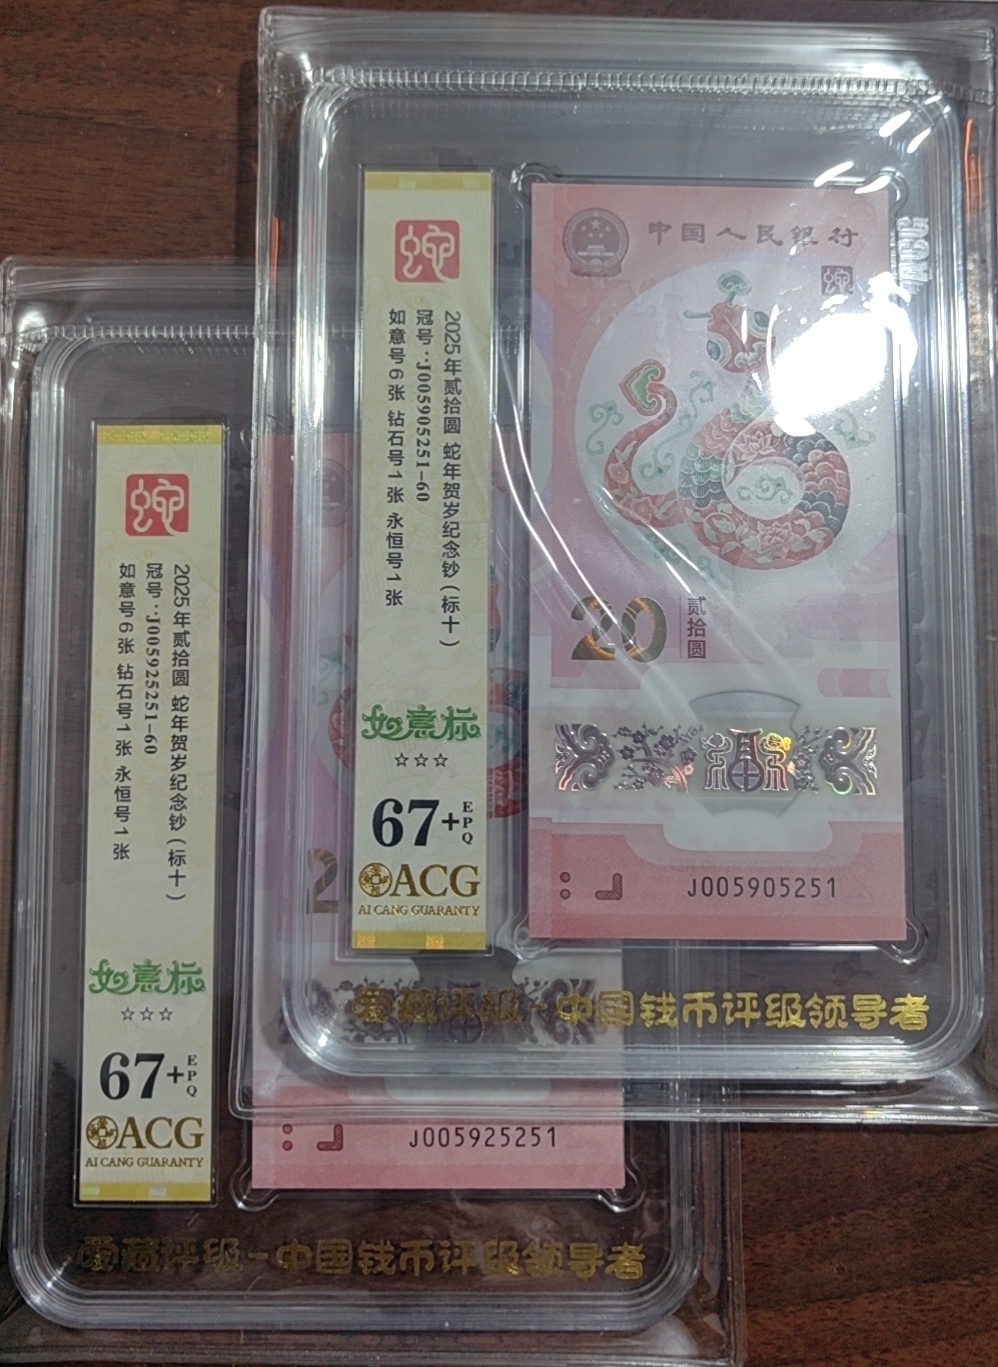 蛇
2025年贰拾圆 蛇年贺岁纪念钞(标十)
冠号:J005905251-60
如意号6张 钻石号1张 永恒号1张
如意标
☆☆☆
67+EPQ
ACG
AI CANG GUARANTY
中国人民银行
蛇
20
贰拾圆
福
J005905251
爱藏评级-中国钱币评级领导者
ACG
蛇
2025年贰拾圆 蛇年贺岁纪念钞(标十)
冠号:J005925251-60
如意号6张 钻石号1张 永恒号1张
如意标
☆☆☆
67+EPQ
ACG
AI CANG GUARANTY
2
J005925251
爱藏评级-中国钱币评级领导者